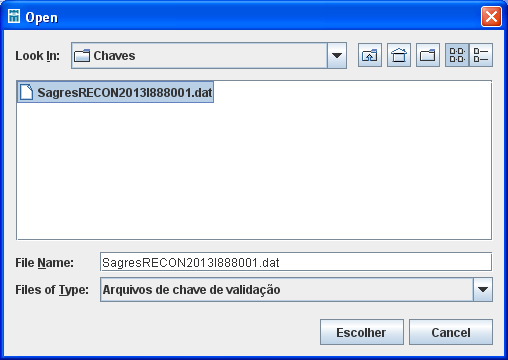 Open
Look In: Chaves
SagresRECON2013I888001.dat
File Name: SagresRECON2013I888001.dat
Files of Type: Arquivos de chave de validação
Escolher Cancel